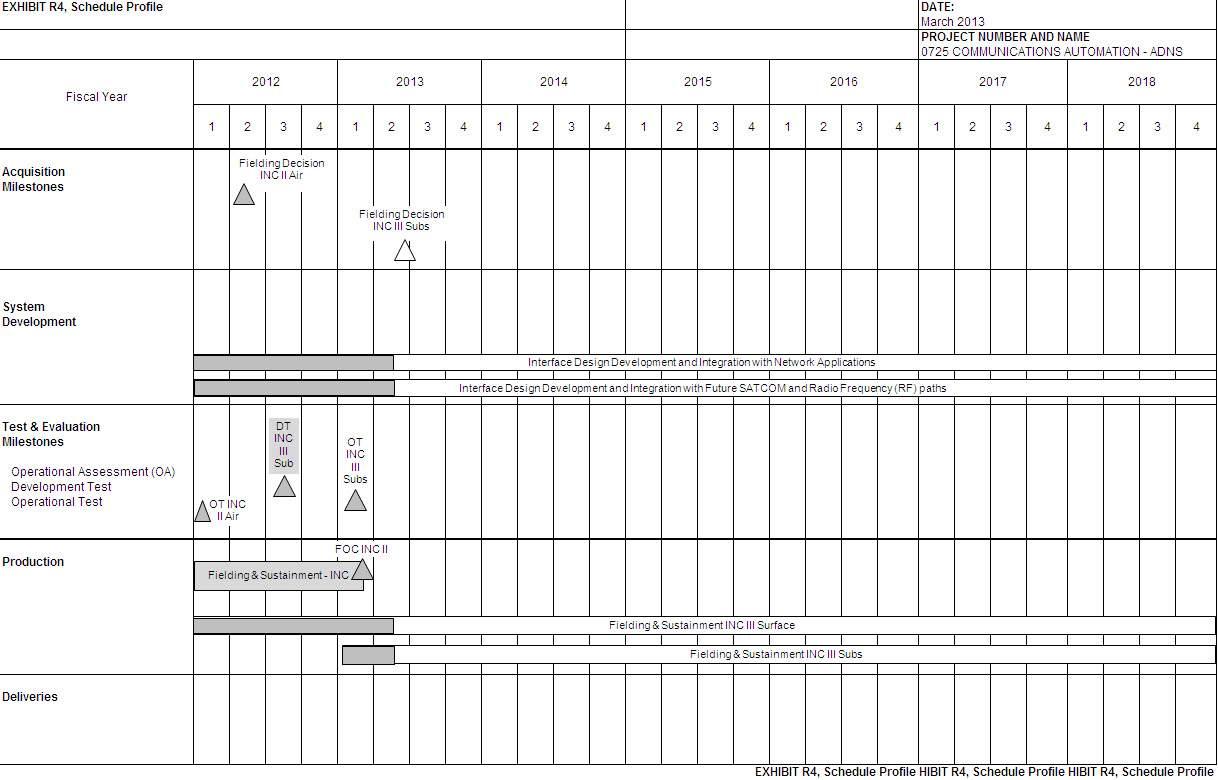 EXHIBIT R4, Schedule Profile
DATE:
March 2013
PROJECT NUMBER AND NAME
0725 COMMUNICATIONS AUTOMATION - ADNS
Fiscal Year
2012 2013 2014 2015 2016 2017 2018
1 2 3 4 1 2 3 4 1 2 3 4 1 2 3 4 1 2 3 4 1 2 3 4 1 2 3 4
Acquisition
Milestones
Fielding Decision
INC II Air
Fielding Decision
INC III Subs
System
Development
Interface Design Development and Integration with Network Applications
Interface Design Development and Integration with Future SATCOM and Radio Frequency (RF) paths
Test & Evaluation
Milestones
Operational Assessment (OA)
Development Test
Operational Test
DT
INC
III
Sub
OT
INC
III
Subs
OT INC
II Air
Production
FOC INC II
Fielding & Sustainment - INC
Fielding & Sustainment INC III Surface
Fielding & Sustainment INC III Subs
Deliveries
EXHIBIT R4, Schedule Profile HIBIT R4, Schedule Profile HIBIT R4, Schedule Profile